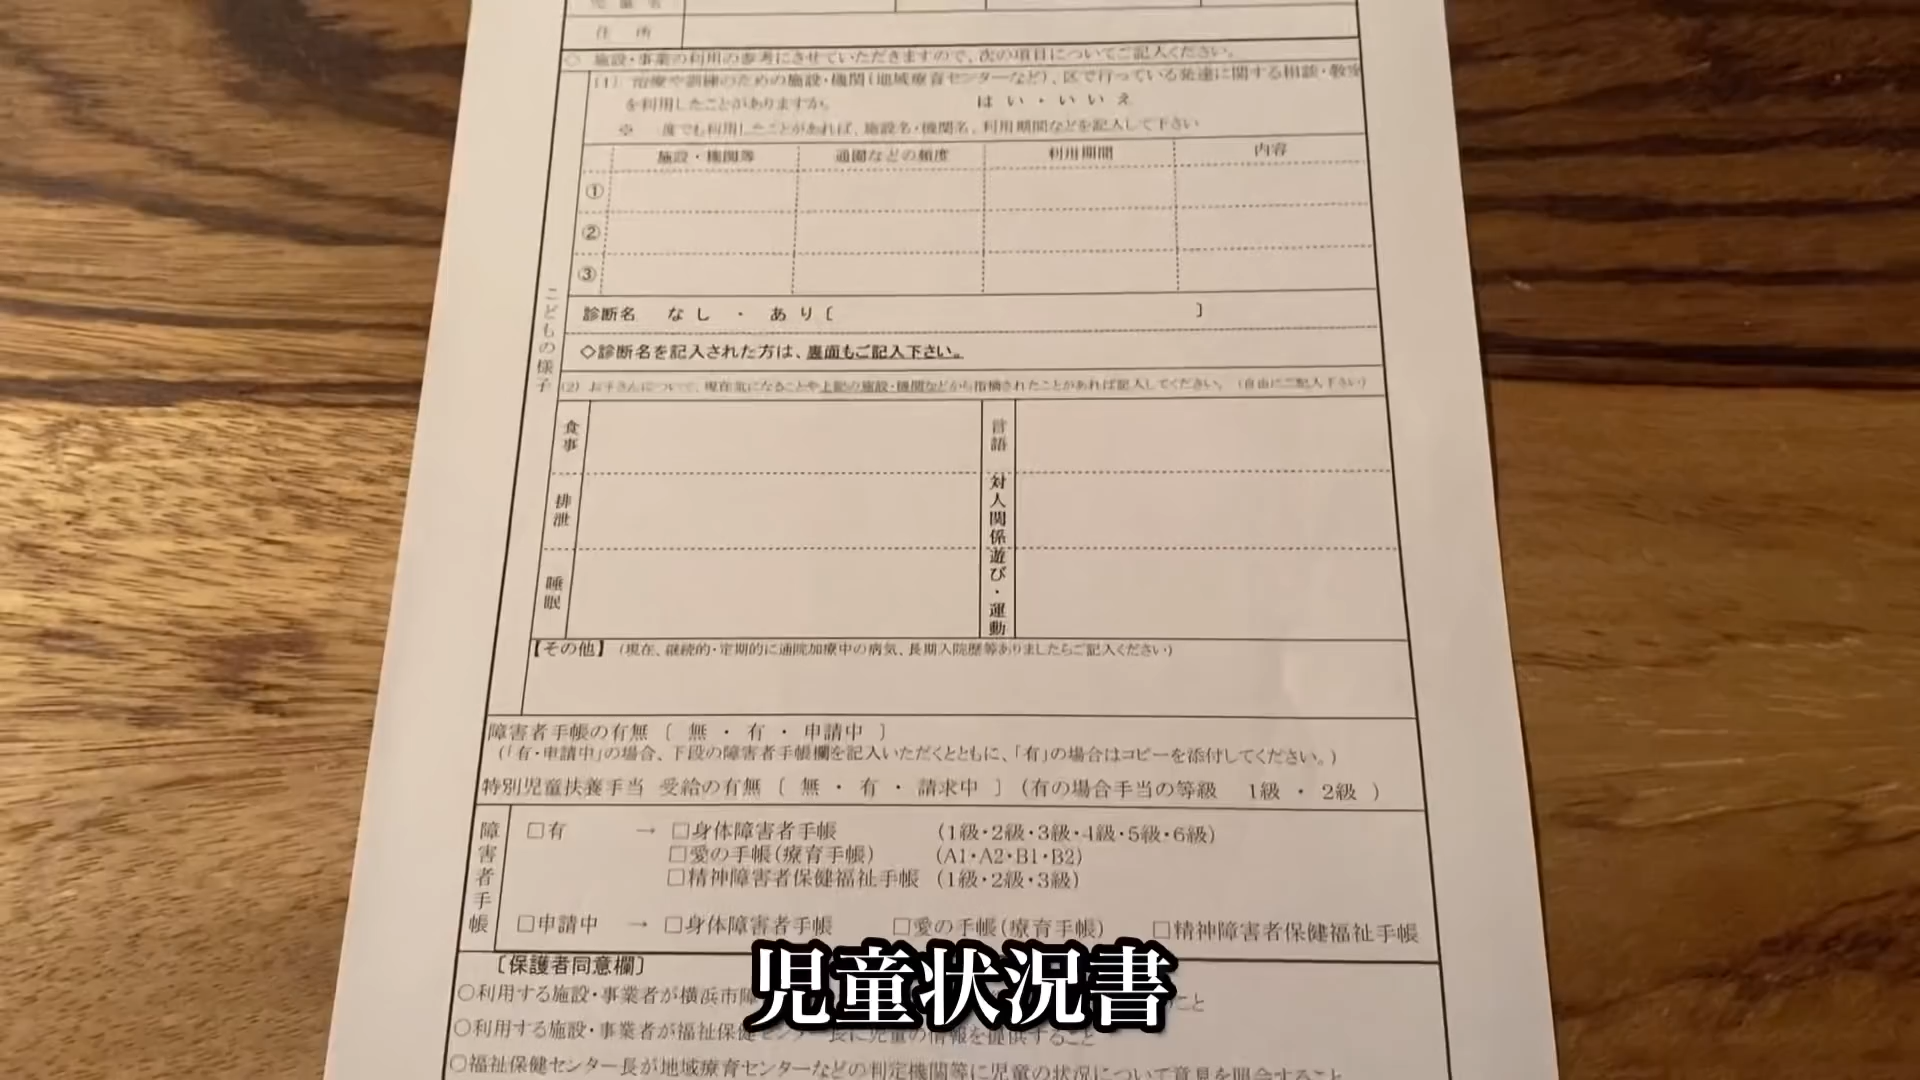 児童名
住所
◇ 施設・事業の利用の参考にさせていただきますので、次の項目についてご記入ください。
(1) 治療や訓練のための施設・機関(地域療育センターなど)、区で行っている発達に関する相談・教室
を利用したことがありますか。 はい・いいえ
※ 一度でも利用したことがあれば、施設名・機関名、利用期間などを記入して下さい
施設・機関等 通園などの頻度 利用期間 内容
①
②
③
こどもの様子
診断名 なし ・ あり〔 〕
◇診断名を記入された方は、裏面もご記入下さい。
(2) お子さんについて、現在気になることや上記の施設・機関などから指摘されたことがあれば記入してください。(自由にご記入下さい)
食事 言語
排泄 対人関係
睡眠 遊び・運動
【その他】(現在、継続的・定期的に通院加療中の病気、長期入院歴等ありましたらご記入ください)
障害者手帳の有無〔 無 ・ 有 ・ 申請中 〕
(「有・申請中」の場合、下段の障害者手帳欄を記入いただくとともに、「有」の場合はコピーを添付してください。)
特別児童扶養手当 受給の有無〔 無 ・ 有 ・ 請求中 〕(有の場合手当の等級 1級 ・ 2級 )
障害者手帳
□有 → □身体障害者手帳 (1級・2級・3級・4級・5級・6級)
□愛の手帳(療育手帳) (A1・A2・B1・B2)
□精神障害者保健福祉手帳 (1級・2級・3級)
□申請中 → □身体障害者手帳 □愛の手帳(療育手帳) □精神障害者保健福祉手帳
〔保護者同意欄〕
○利用する施設・事業者が横浜市障 こと
児童状況書
○利用する施設・事業者が福祉保健センター長に児童の情報を提供すること
○福祉保健センター長が地域療育センターなどの判定機関等に児童の状況について意見を照会すること